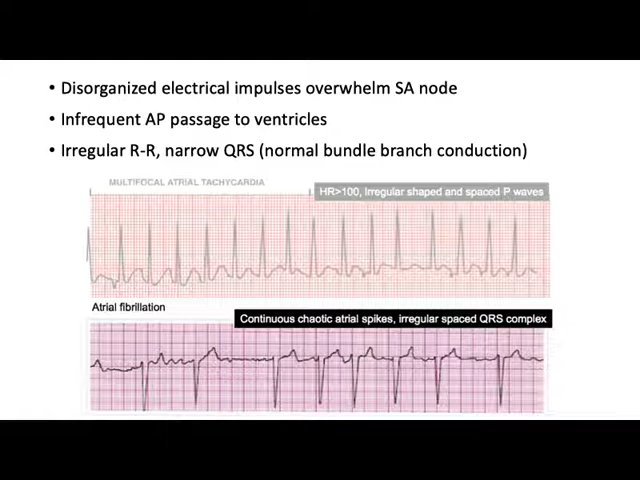 • Disorganized electrical impulses overwhelm SA node
• Infrequent AP passage to ventricles
• Irregular R-R, narrow QRS (normal bundle branch conduction)
MULTIFOCAL ATRIAL TACHYCARDIA
HR>100, Irregular shaped and spaced P waves
Atrial fibrillation
Continuous chaotic atrial spikes, irregular spaced QRS complex